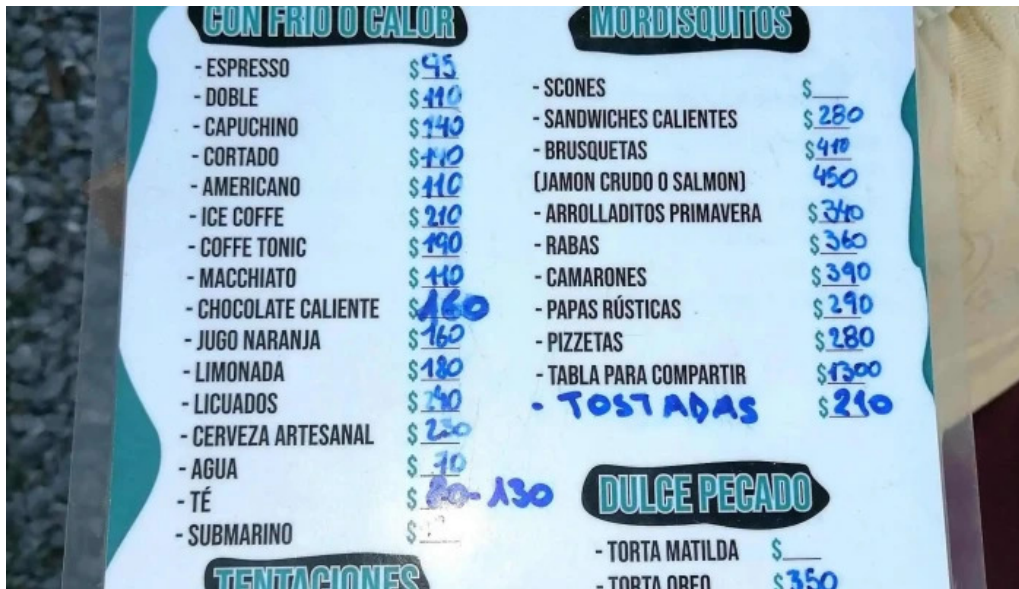 CON FRIO O CALOR
- ESPRESSO $95
- DOBLE $110
- CAPUCHINO $140
- CORTADO $140
- AMERICANO $110
- ICE COFFE $210
- COFFE TONIC $190
- MACCHIATO $110
- CHOCOLATE CALIENTE $160
- JUGO NARANJA $160
- LIMONADA $180
- LICUADOS $
- CERVEZA ARTESANAL $230
- AGUA $70
- TÉ $ - 130
- SUBMARINO $
TENTACIONES
MORDISQUITOS
- SCONES $
- SANDWICHES CALIENTES $280
- BRUSQUETAS $410
(JAMON CRUDO O SALMON) 450
- ARROLLADITOS PRIMAVERA $340
- RABAS $360
- CAMARONES $390
- PAPAS RÚSTICAS $290
- PIZZETAS $280
- TABLA PARA COMPARTIR $1300
- TOSTADAS $210
DULCE PECADO
- TORTA MATILDA $
- TORTA OREO $350